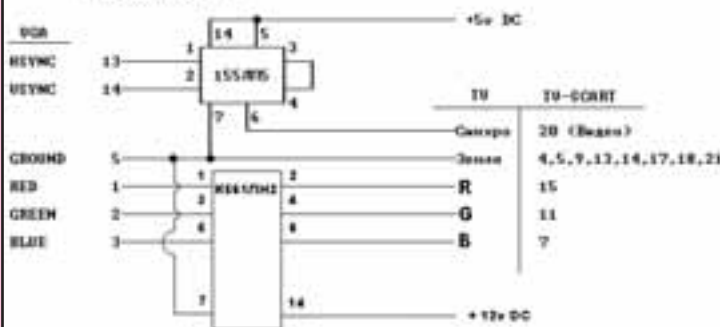 +5v DC
VGA
14 5
1 3
HSYNC 13
2 155ЛП5
VSYNC 14
4
TV TV-SCART
7 6
Синхро 20 (Видео)
GROUND 5 Земля 4,5,9,13,14,17,18,21
1 2
RED 1 R 15
3 4
GREEN 2 G 11
BLUE 3 B 7
7 14
+12v DC